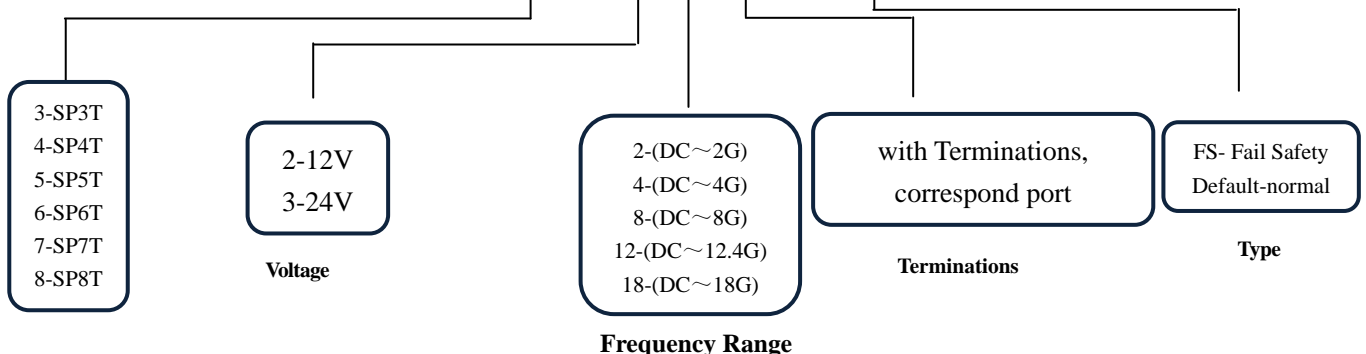 3-SP3T
4-SP4T
5-SP5T
6-SP6T
7-SP7T
8-SP8T
2-12V
3-24V
Voltage
2-(DC～2G)
4-(DC～4G)
8-(DC～8G)
12-(DC～12.4G)
18-(DC～18G)
Frequency Range
with Terminations,
correspond port
Terminations
FS- Fail Safety
Default-normal
Type